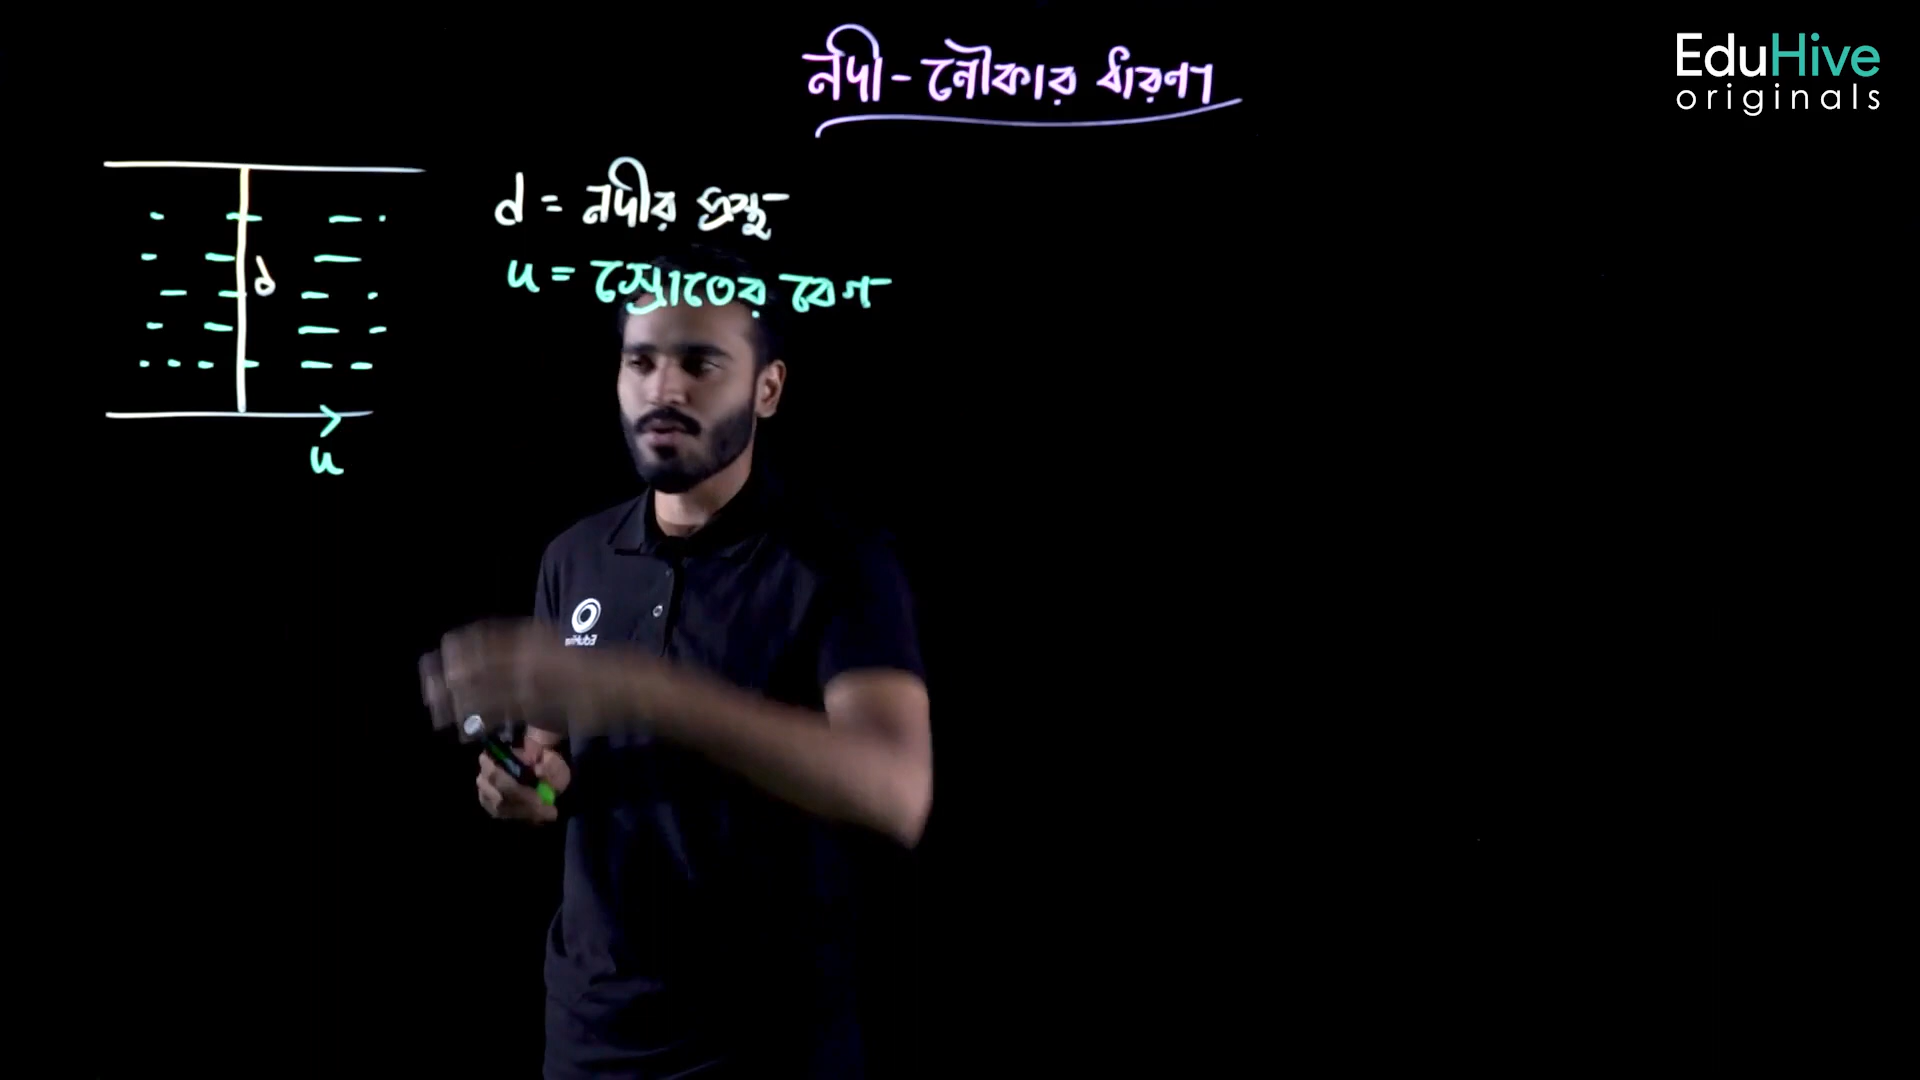 নদী - নৌকার ধারণা
EduHive
originals
d = নদীর প্রস্থ
u = স্রোতের বেগ
d
u